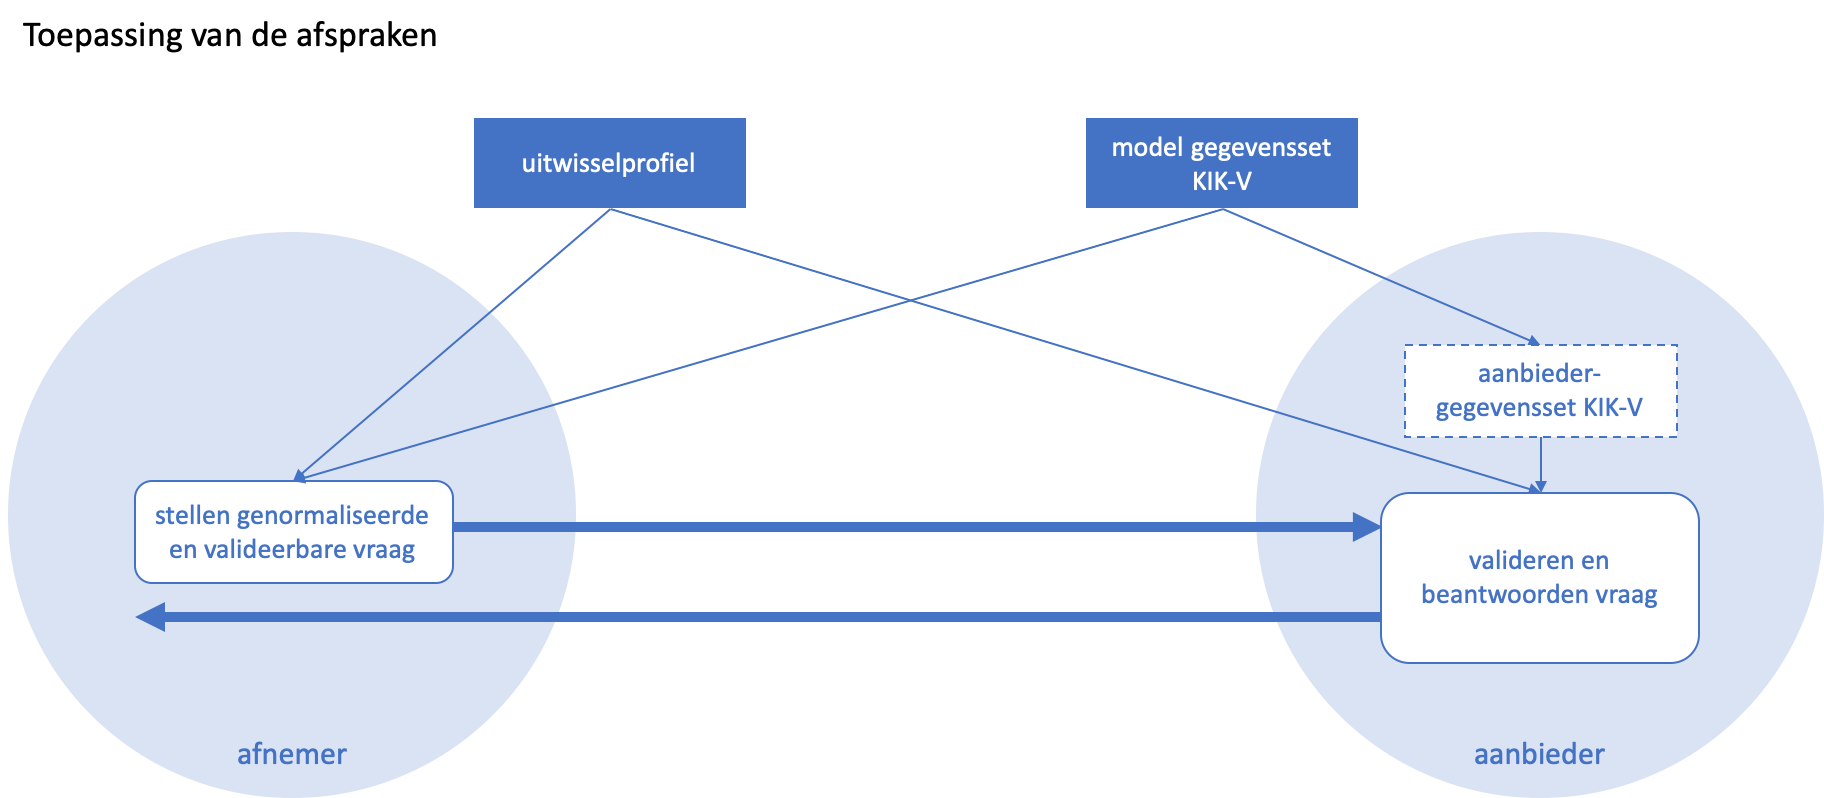 Toepassing van de afspraken
uitwisselprofiel
model gegevensset
KIK-V
aanbieder-
gegevensset KIK-V
stellen genormaliseerde
en valideerbare vraag
valideren en
beantwoorden vraag
afnemer
aanbieder